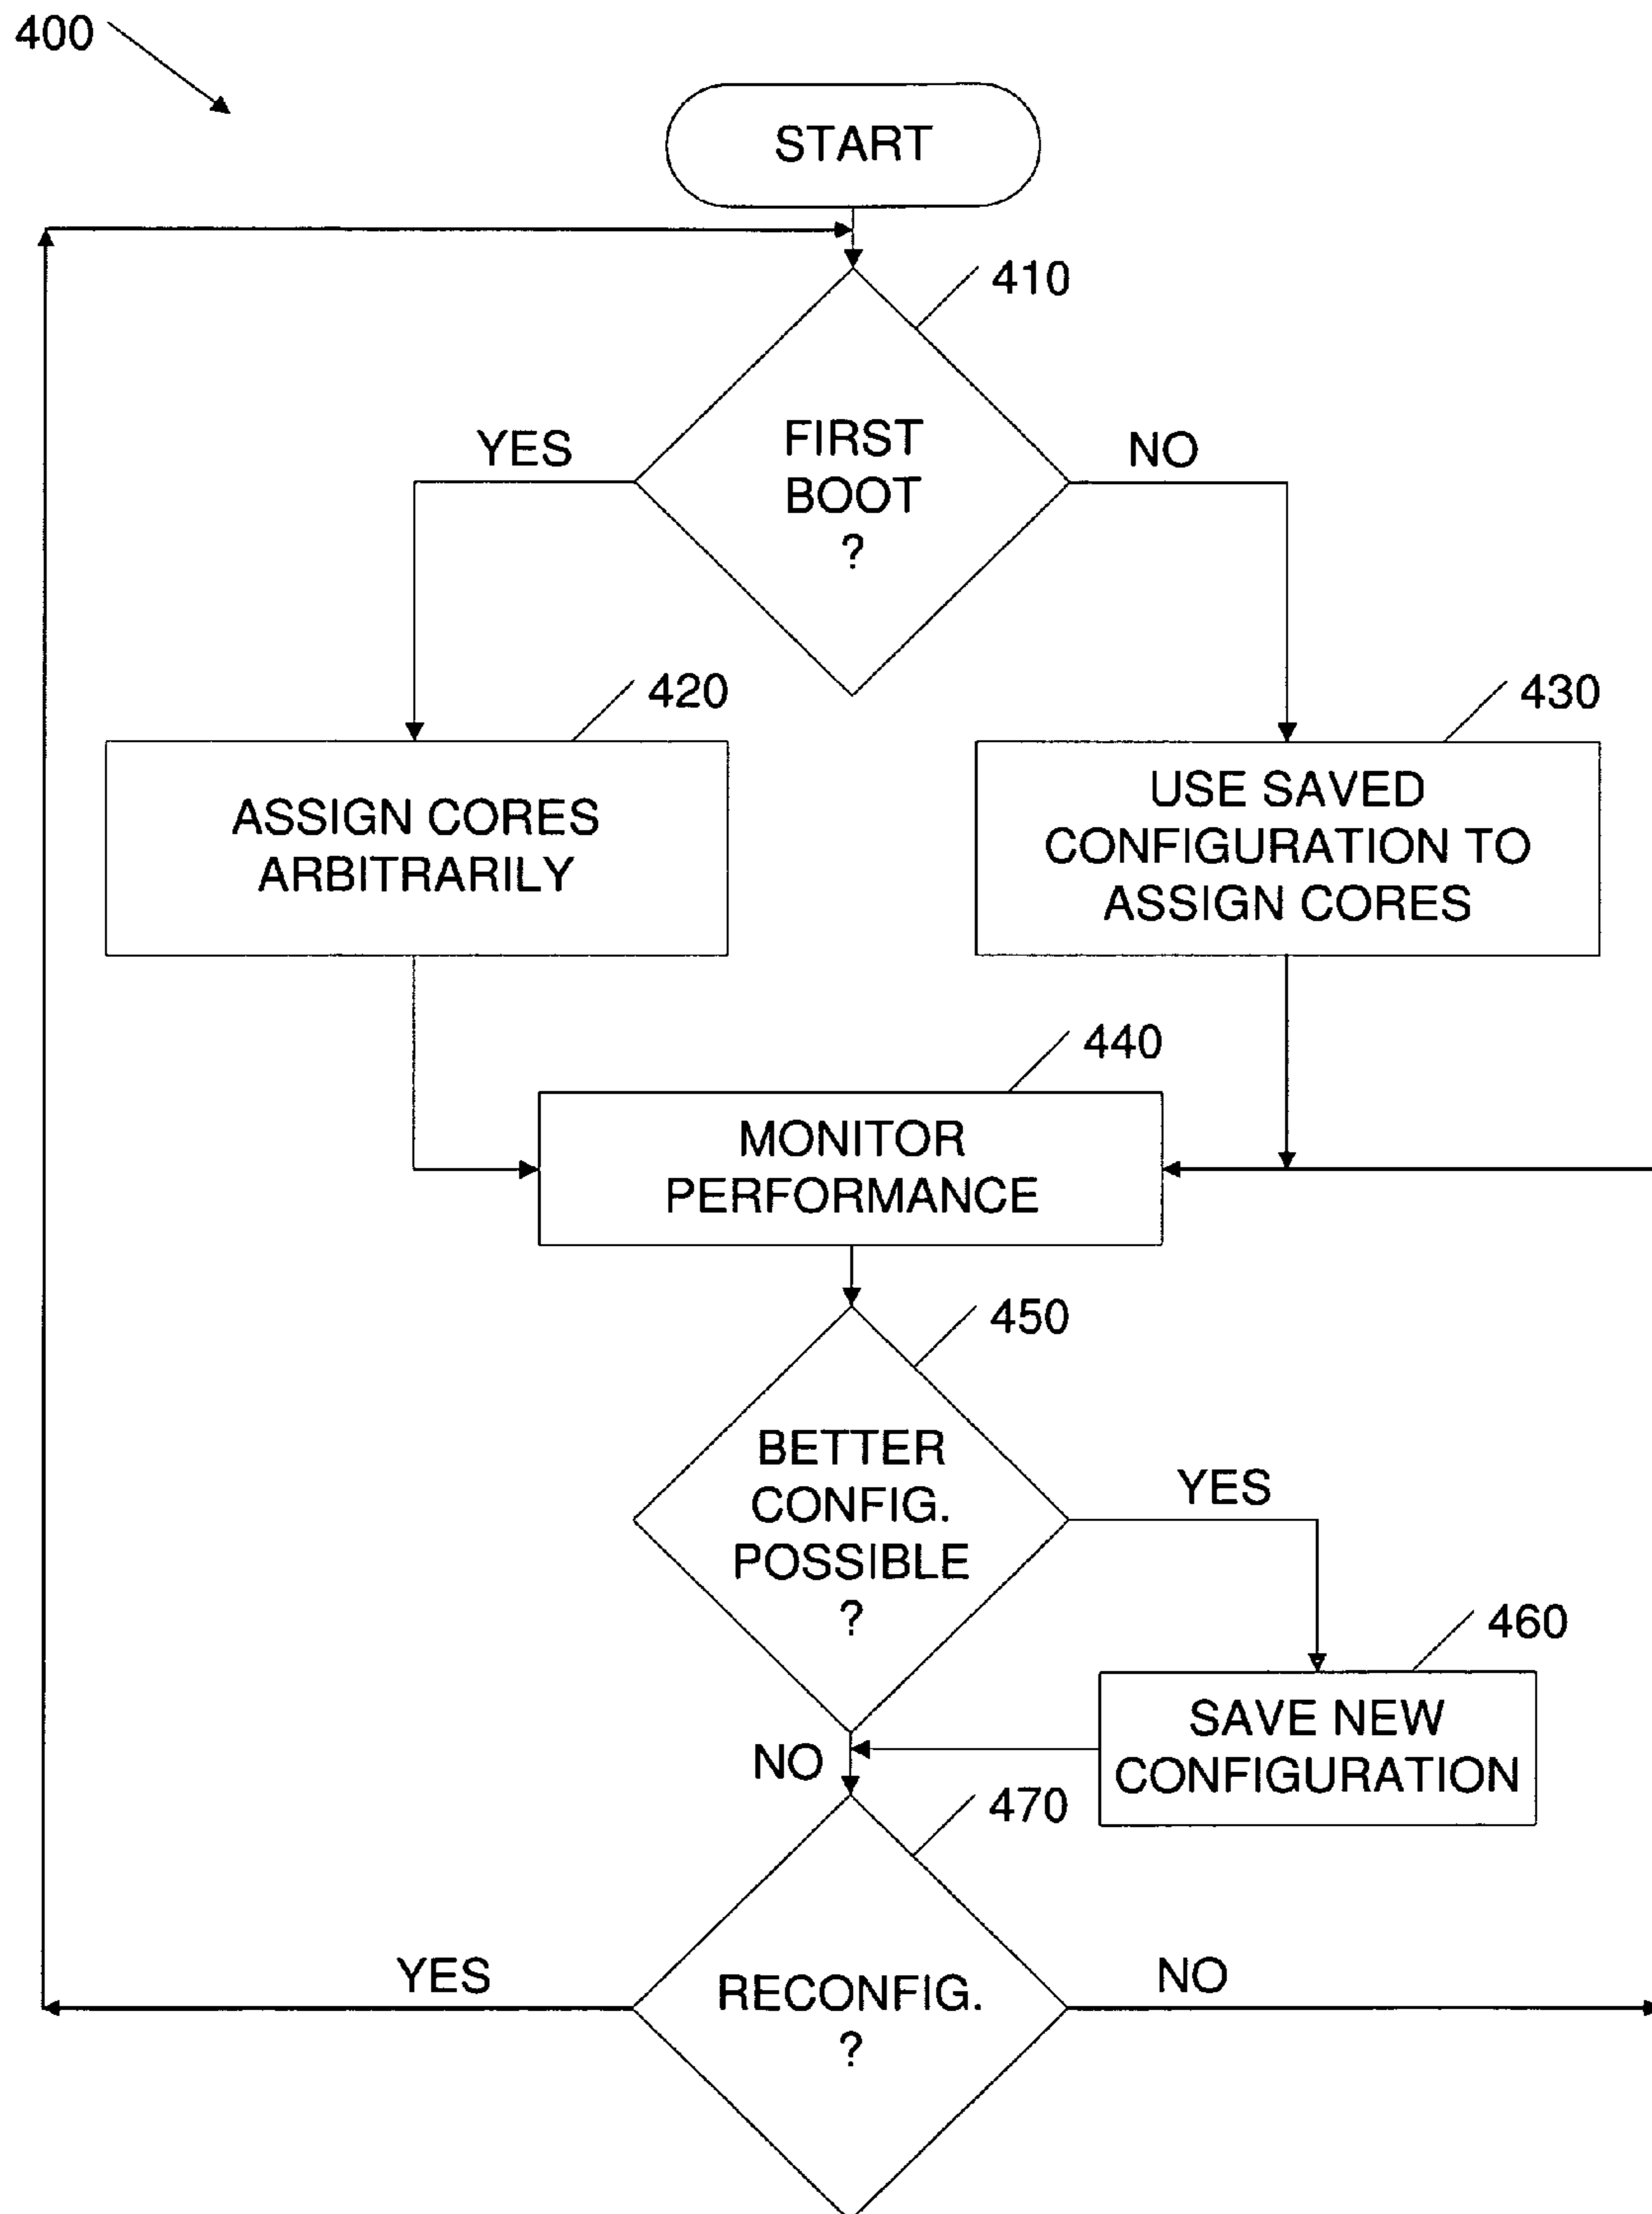 400
START
410
FIRST
BOOT
?
YES
NO
420
430
ASSIGN CORES
ARBITRARILY
USE SAVED
CONFIGURATION TO
ASSIGN CORES
440
MONITOR
PERFORMANCE
450
BETTER
CONFIG.
POSSIBLE
?
YES
460
SAVE NEW
CONFIGURATION
NO
470
RECONFIG.
?
YES
NO